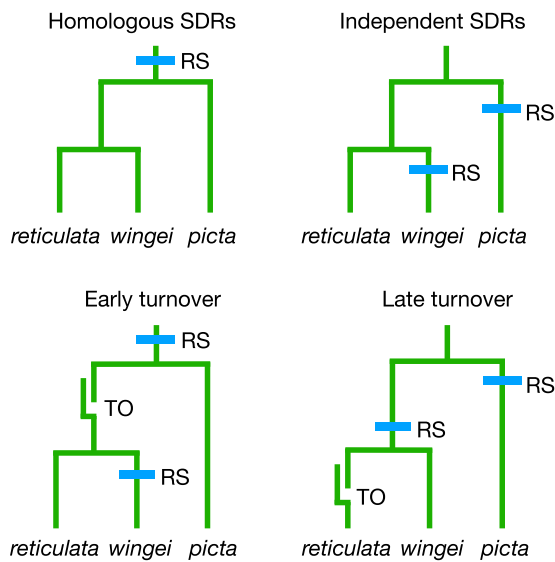 Homologous SDRs
RS
reticulata wingei picta
Independent SDRs
RS
RS
reticulata wingei picta
Early turnover
RS
TO
RS
reticulata wingei picta
Late turnover
RS
RS
TO
reticulata wingei picta